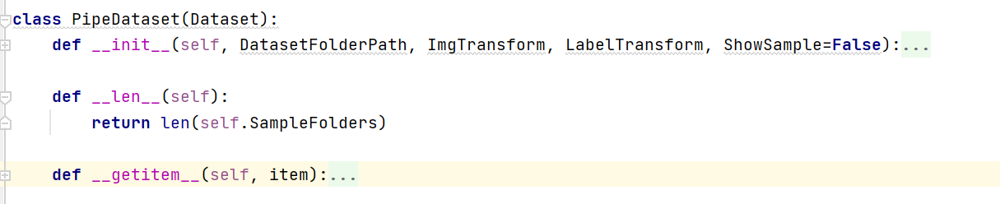 class PipeDataset(Dataset):
    def __init__(self, DatasetFolderPath, ImgTransform, LabelTransform, ShowSample=False):...
    def __len__(self):
        return len(self.SampleFolders)
    def __getitem__(self, item):...